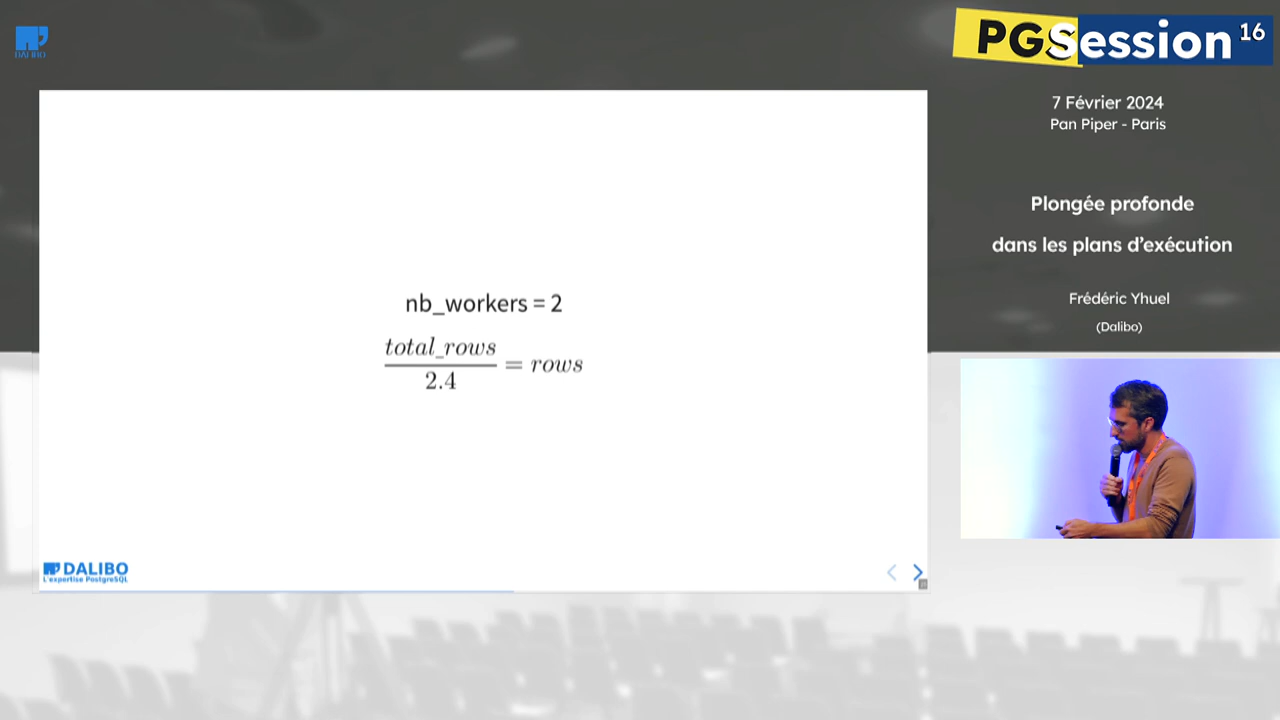 DALIBO
PGSession 16
7 Février 2024
Pan Piper - Paris
Plongée profonde
dans les plans d'exécution
Frédéric Yhuel
(Dalibo)
nb_workers = 2
total_rows
2.4
= rows
DALIBO
L'expertise PostgreSQL